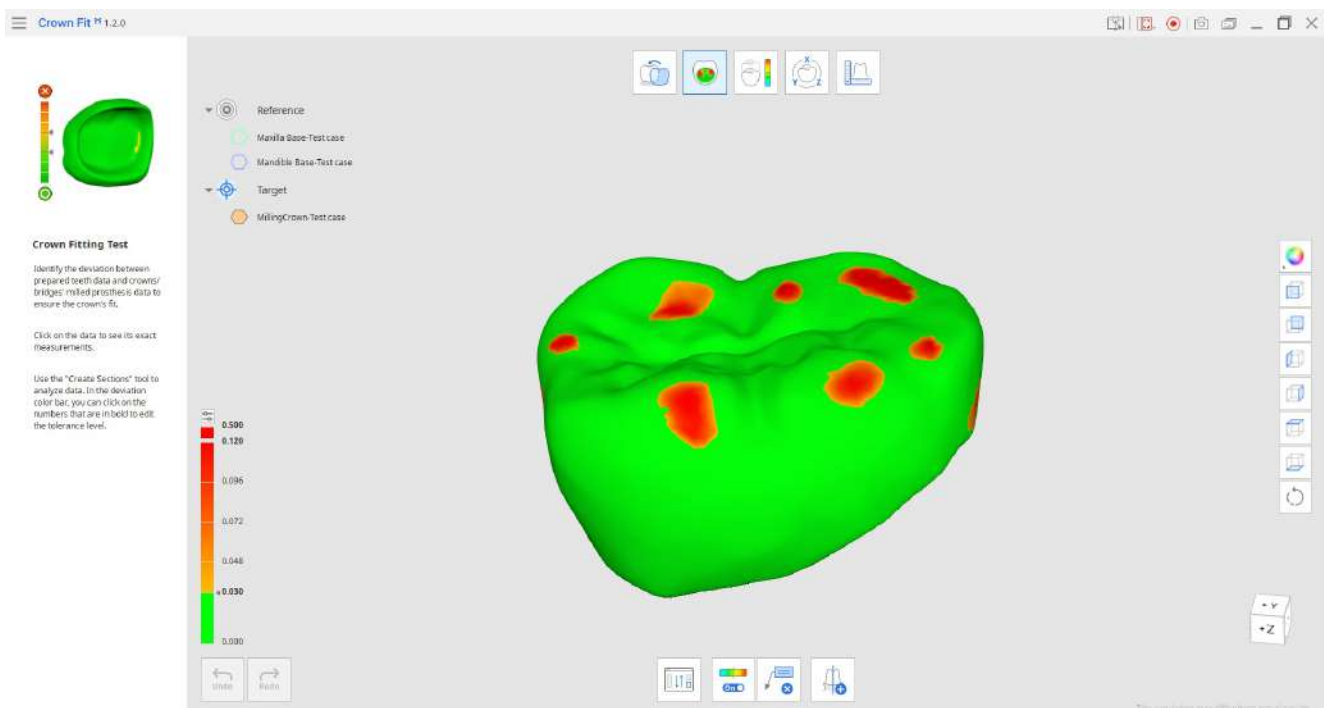 Crown Fit M 1.2.0
Crown Fitting Test
Identify the deviation between
prepared teeth data and crowns/
bridges' milled prosthesis data to
ensure the crown's fit.
Click on the data to see its exact
measurements.
Use the "Create Sections" tool to
analyze data. In the deviation
color bar, you can click on the
numbers that are in bold to edit
the tolerance level.
Reference
Maxilla Base-Test case
Mandible Base-Test case
Target
MillingCrown-Test case
X
Y Z
0.500
0.120
0.096
0.072
0.048
0.030
0.000
Undo
Redo
On
+Y
+Z